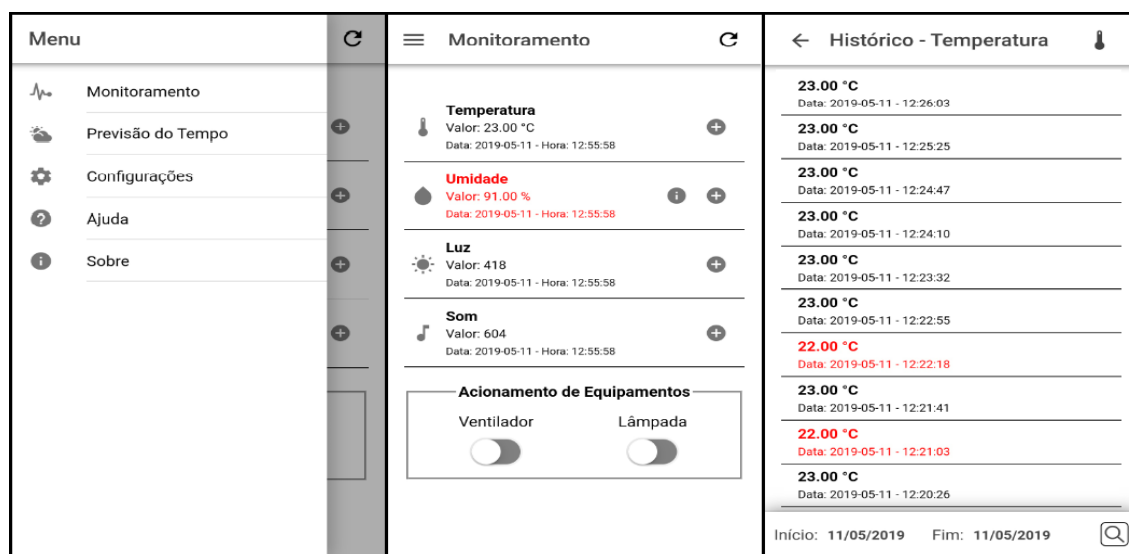 Menu
Monitoramento
Previsão do Tempo
Configurações
Ajuda
Sobre
Monitoramento
Temperatura
Valor: 23.00 °C
Data: 2019-05-11 - Hora: 12:55:58
Umidade
Valor: 91.00 %
Data: 2019-05-11 - Hora: 12:55:58
Luz
Valor: 418
Data: 2019-05-11 - Hora: 12:55:58
Som
Valor: 604
Data: 2019-05-11 - Hora: 12:55:58
Acionamento de Equipamentos
Ventilador Lâmpada
Histórico - Temperatura
23.00 °C
Data: 2019-05-11 - 12:26:03
23.00 °C
Data: 2019-05-11 - 12:25:25
23.00 °C
Data: 2019-05-11 - 12:24:47
23.00 °C
Data: 2019-05-11 - 12:24:10
23.00 °C
Data: 2019-05-11 - 12:23:32
23.00 °C
Data: 2019-05-11 - 12:22:55
22.00 °C
Data: 2019-05-11 - 12:22:18
23.00 °C
Data: 2019-05-11 - 12:21:41
22.00 °C
Data: 2019-05-11 - 12:21:03
23.00 °C
Data: 2019-05-11 - 12:20:26
Início: 11/05/2019 Fim: 11/05/2019